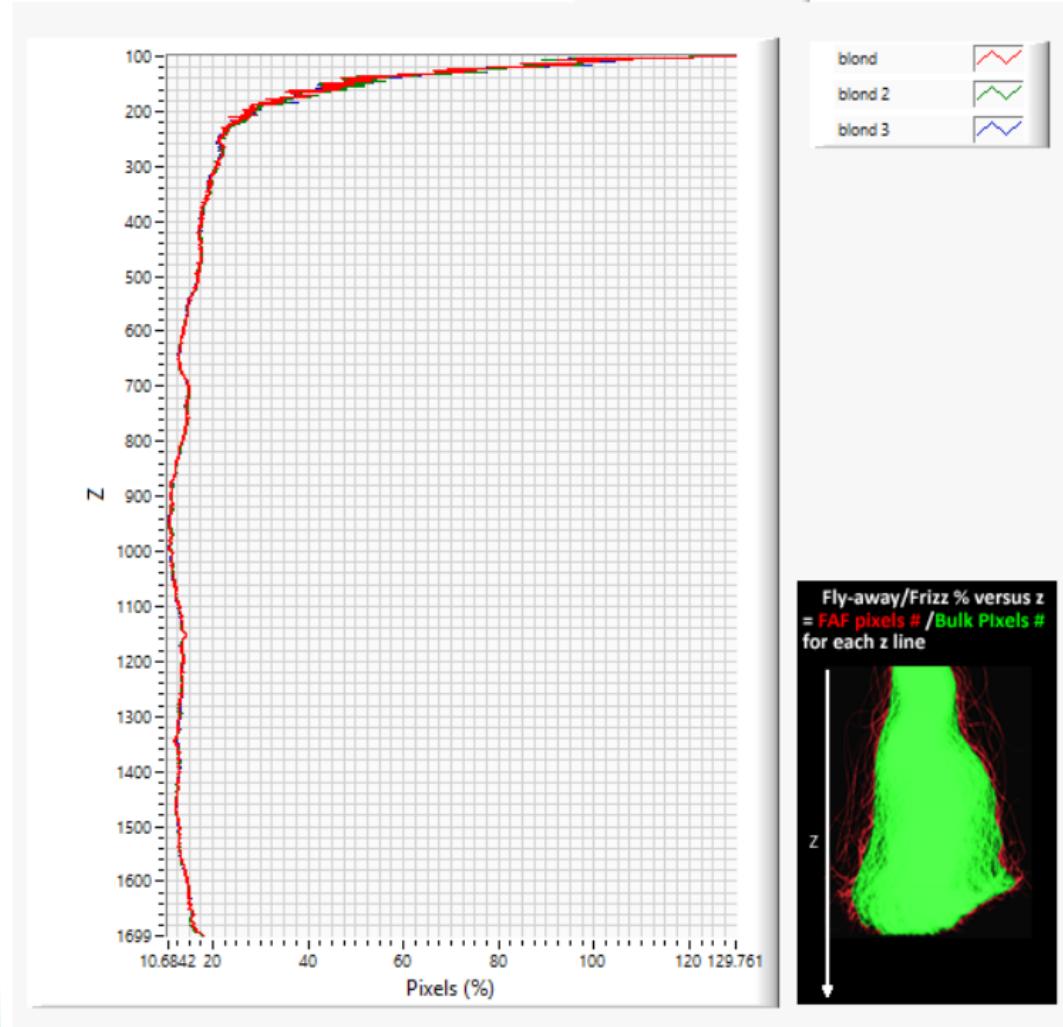 100
200
300
400
500
600
700
800
900
1000
1100
1200
1300
1400
1500
1600
1699
Z
10.6842 20 40 60 80 100 120 129.761
Pixels (%)
blond
blond 2
blond 3
Fly-away/Frizz % versus z
= FAF pixels # /Bulk PIxels #
for each z line
Z